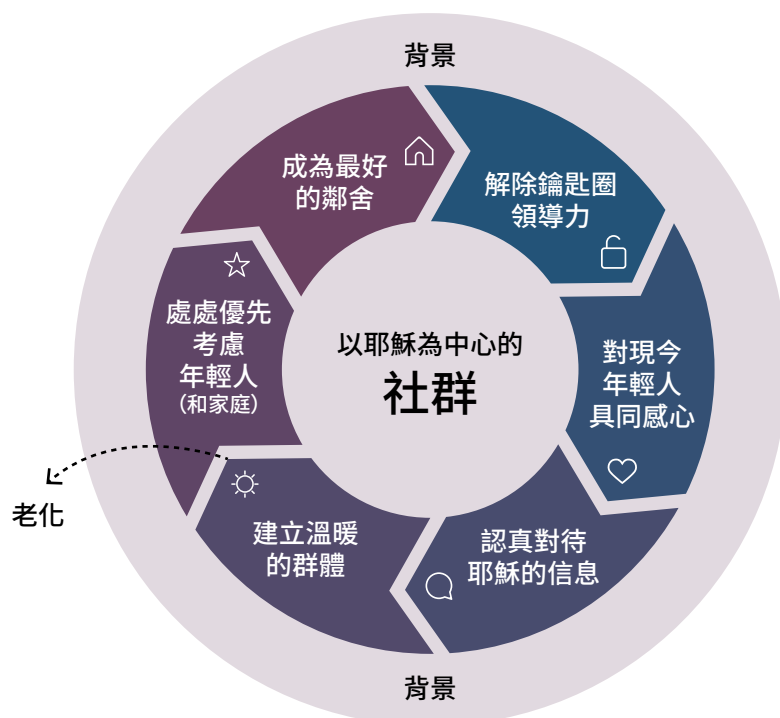 背景
解除鑰匙圈
領導力
對現今
年輕人
具同感心
認真對待
耶穌的信息
建立溫暖
的群體
處處優先
考慮
年輕人
（和家庭）
成為最好
的鄰舍
以耶穌為中心的
社群
老化
背景